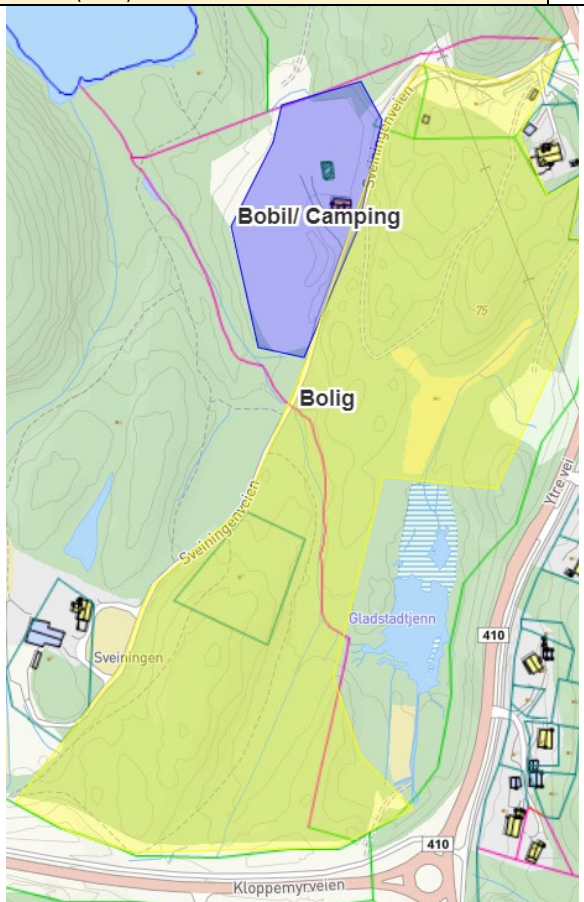 Sveiningenveien
Bobil/ Camping
75
Bolig
Ytre vei
Sveiningenveien
Gladstadtjenn
410
Sveiningen
410
Kloppemyrveien